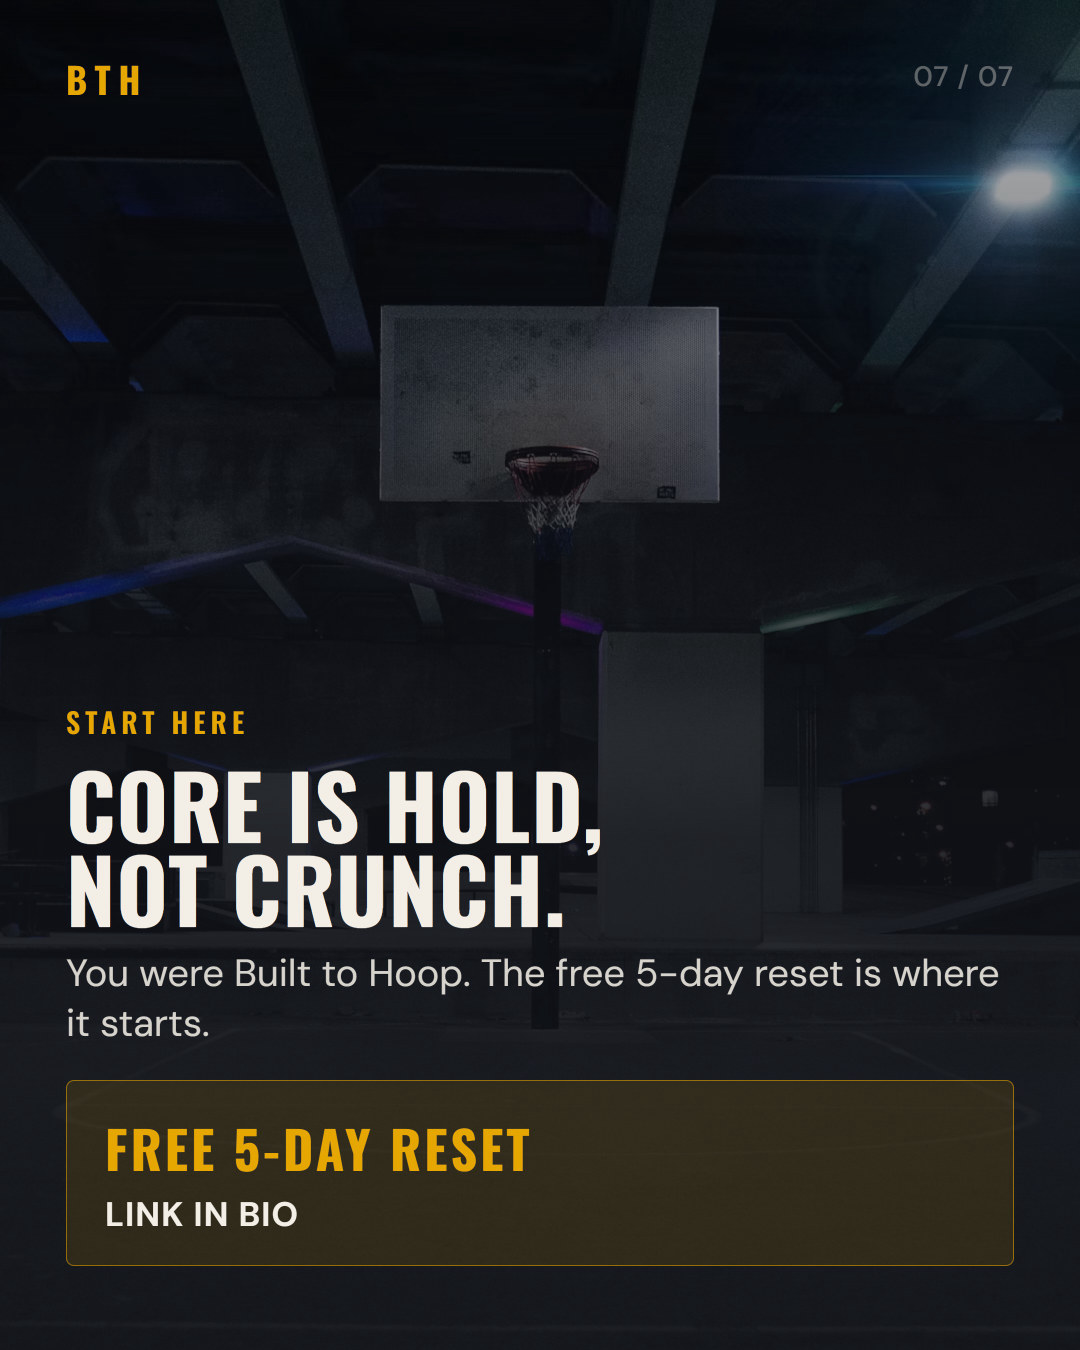 BTH
07 / 07
START HERE
CORE IS HOLD,
NOT CRUNCH.
You were Built to Hoop. The free 5-day reset is where
it starts.
FREE 5-DAY RESET
LINK IN BIO